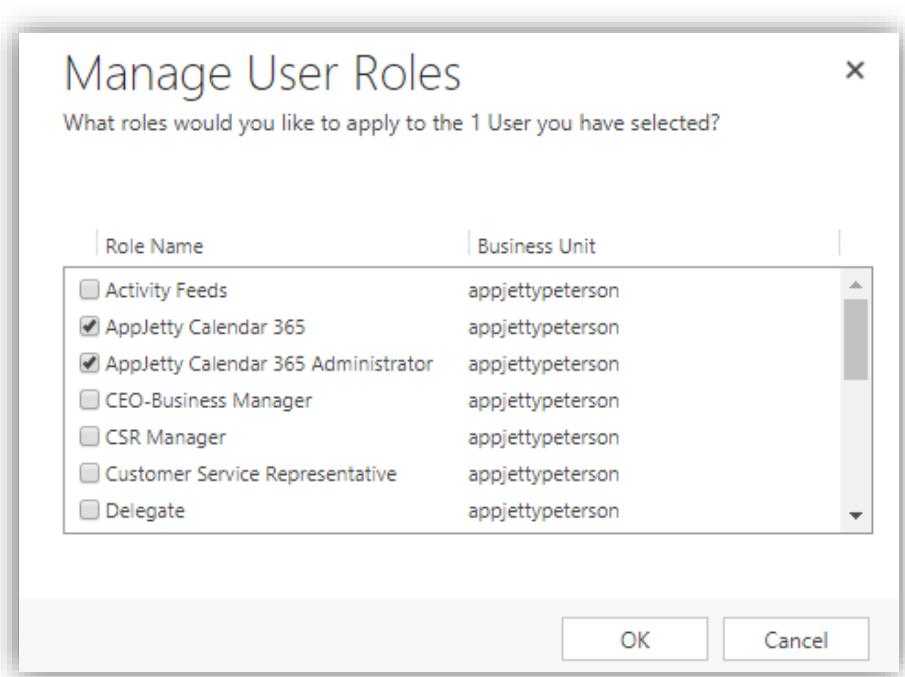 Manage User Roles
What roles would you like to apply to the 1 User you have selected?
Role Name Business Unit
Activity Feeds appjettypeterson
AppJetty Calendar 365 appjettypeterson
AppJetty Calendar 365 Administrator appjettypeterson
CEO-Business Manager appjettypeterson
CSR Manager appjettypeterson
Customer Service Representative appjettypeterson
Delegate appjettypeterson
OK Cancel